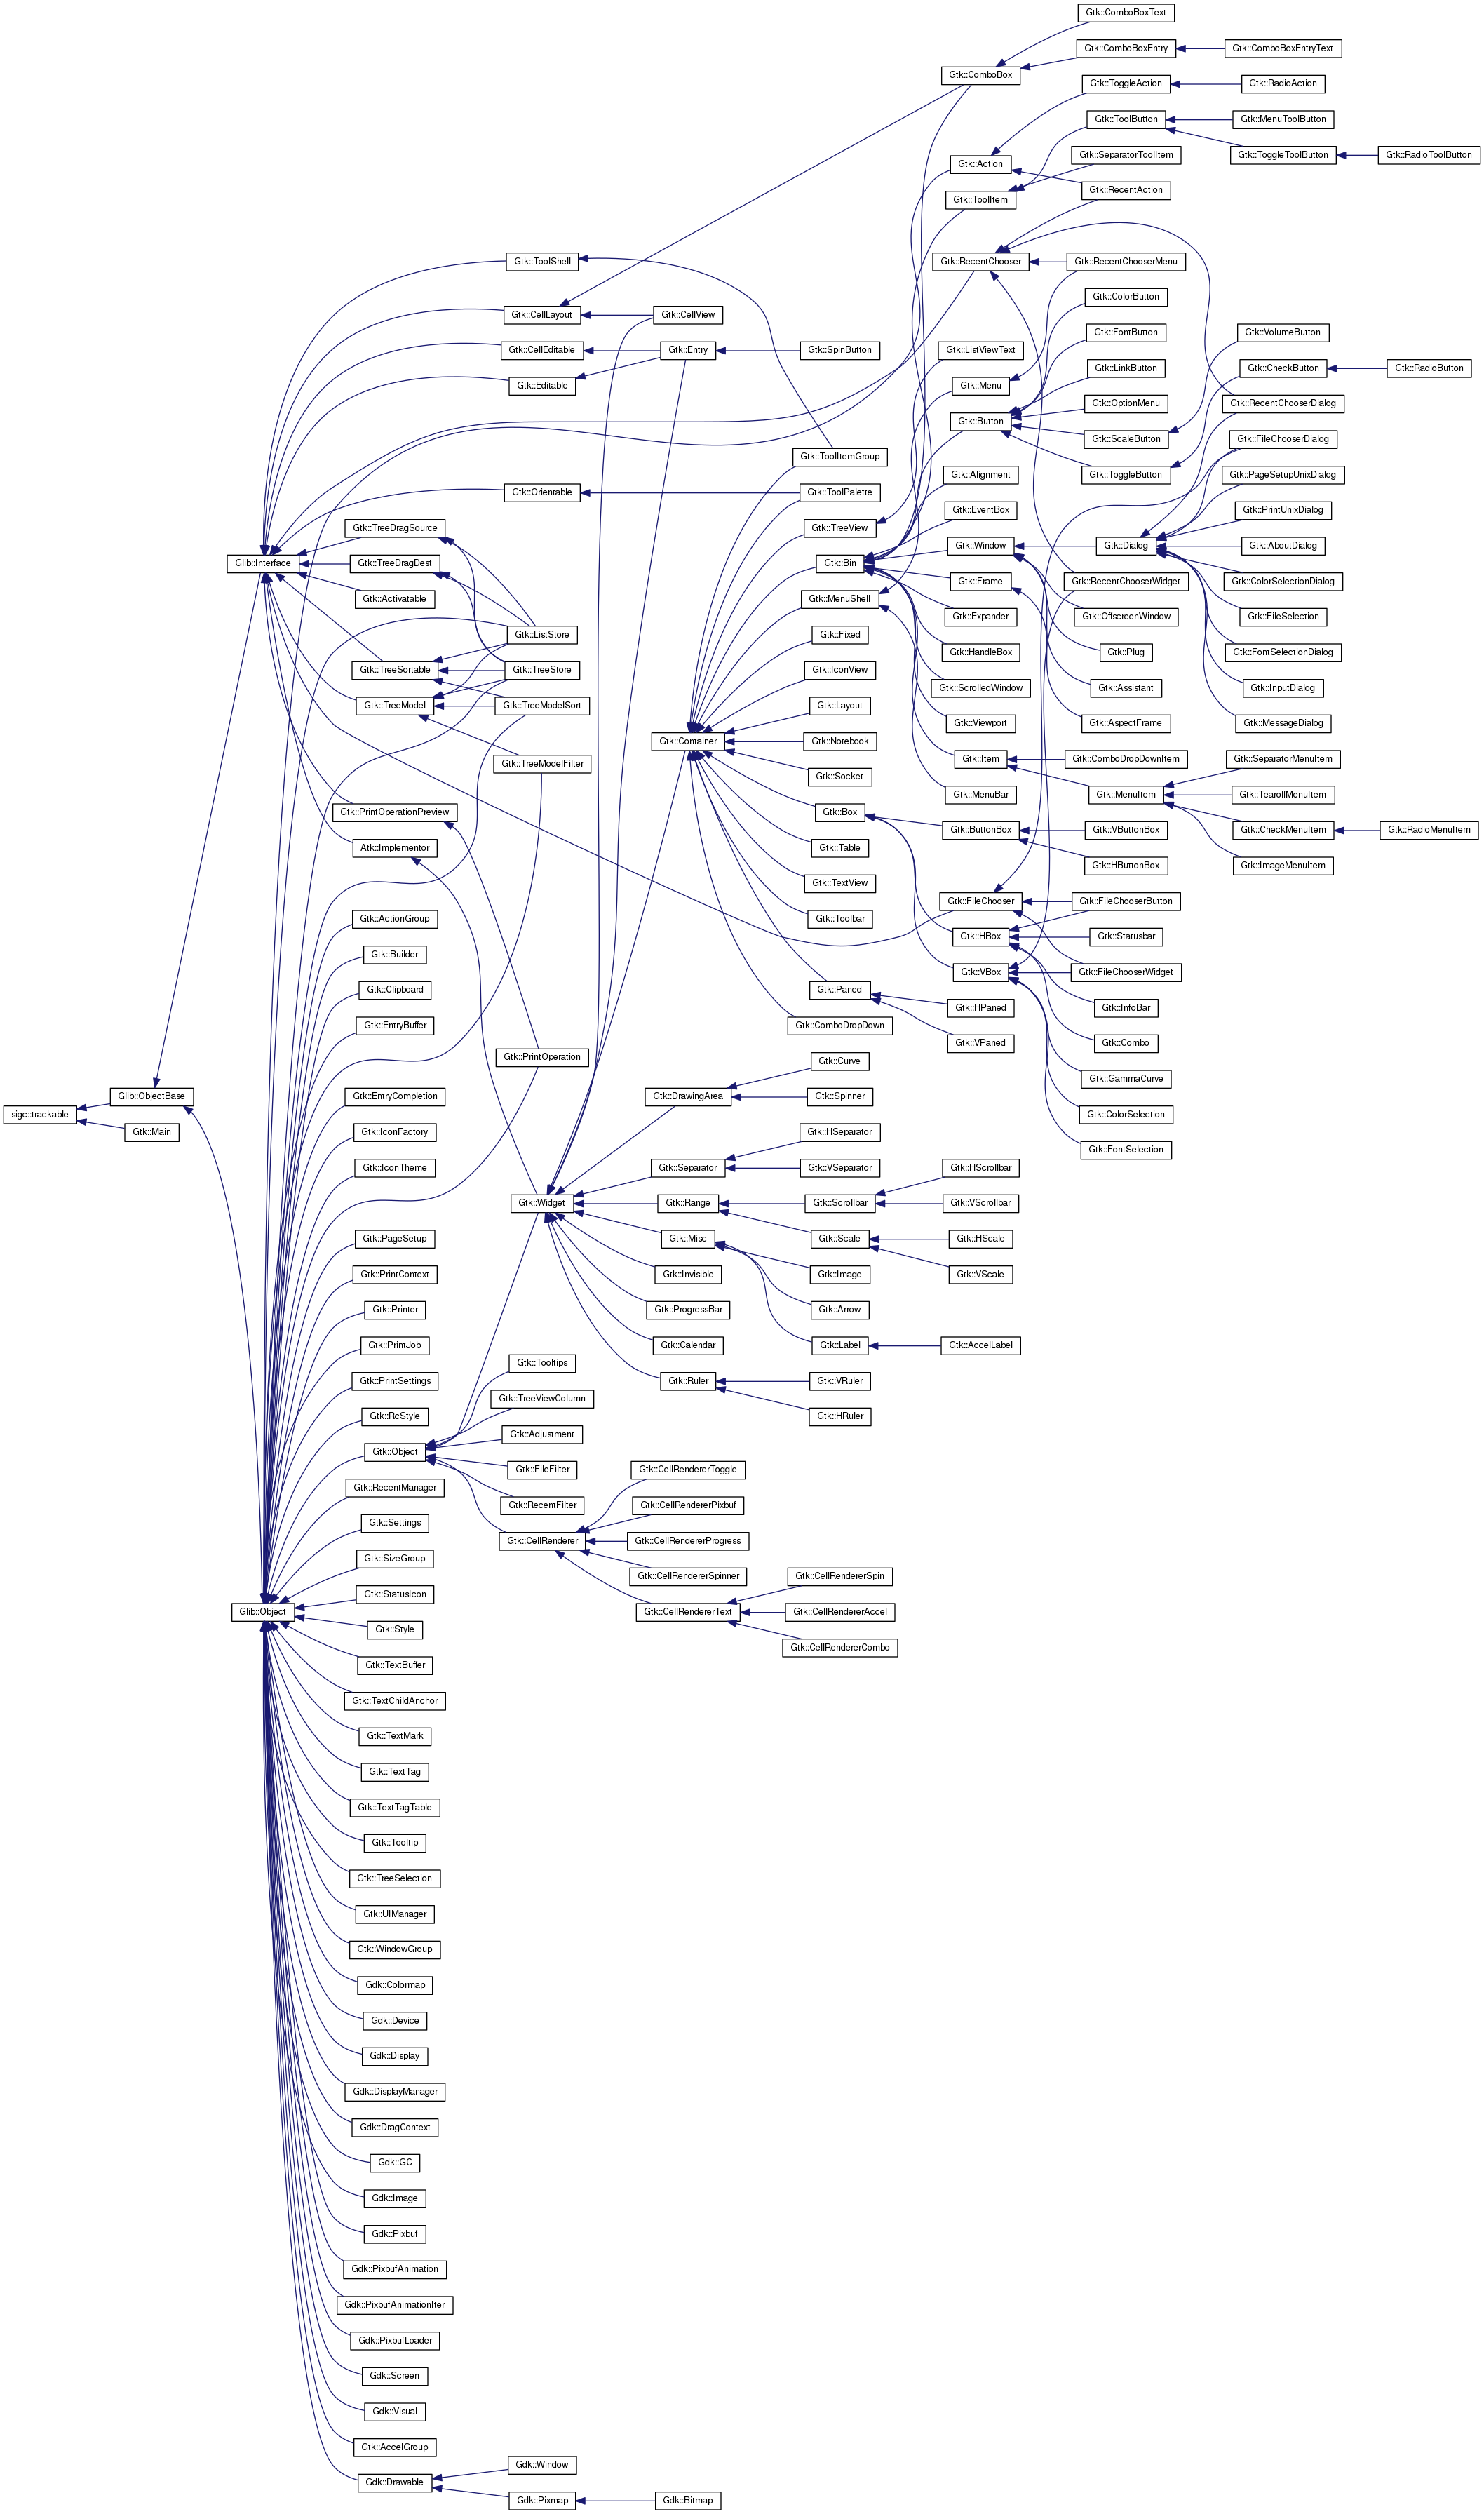 Gtk::ComboBoxText
Gtk::ComboBoxEntry
Gtk::ComboBoxEntryText
Gtk::ComboBox
Gtk::ToggleAction
Gtk::RadioAction
Gtk::ToolButton
Gtk::MenuToolButton
Gtk::SeparatorToolItem
Gtk::ToggleToolButton
Gtk::RadioToolButton
Gtk::Action
Gtk::RecentAction
Gtk::ToolItem
Gtk::ToolShell
Gtk::RecentChooser
Gtk::RecentChooserMenu
Gtk::ColorButton
Gtk::CellLayout
Gtk::CellView
Gtk::FontButton
Gtk::VolumeButton
Gtk::CellEditable
Gtk::Entry
Gtk::SpinButton
Gtk::ListViewText
Gtk::LinkButton
Gtk::CheckButton
Gtk::RadioButton
Gtk::Editable
Gtk::Menu
Gtk::OptionMenu
Gtk::RecentChooserDialog
Gtk::Button
Gtk::ScaleButton
Gtk::FileChooserDialog
Gtk::ToolItemGroup
Gtk::ToggleButton
Gtk::Alignment
Gtk::PageSetupUnixDialog
Gtk::Orientable
Gtk::ToolPalette
Gtk::EventBox
Gtk::PrintUnixDialog
Gtk::TreeDragSource
Gtk::TreeView
Gtk::Window
Gtk::Dialog
Gtk::AboutDialog
Glib::Interface
Gtk::TreeDragDest
Gtk::Bin
Gtk::Frame
Gtk::RecentChooserWidget
Gtk::ColorSelectionDialog
Gtk::Activatable
Gtk::MenuShell
Gtk::Expander
Gtk::OffscreenWindow
Gtk::FileSelection
Gtk::ListStore
Gtk::Fixed
Gtk::HandleBox
Gtk::Plug
Gtk::FontSelectionDialog
Gtk::TreeSortable
Gtk::TreeStore
Gtk::IconView
Gtk::ScrolledWindow
Gtk::Assistant
Gtk::InputDialog
Gtk::TreeModel
Gtk::TreeModelSort
Gtk::Layout
Gtk::Viewport
Gtk::AspectFrame
Gtk::MessageDialog
Gtk::Container
Gtk::Notebook
Gtk::Item
Gtk::ComboDropDownItem
Gtk::SeparatorMenuItem
Gtk::TreeModelFilter
Gtk::Socket
Gtk::MenuBar
Gtk::MenuItem
Gtk::TearoffMenuItem
Gtk::PrintOperationPreview
Gtk::Box
Gtk::ButtonBox
Gtk::VButtonBox
Gtk::CheckMenuItem
Gtk::RadioMenuItem
Atk::Implementor
Gtk::Table
Gtk::HButtonBox
Gtk::ImageMenuItem
Gtk::TextView
Gtk::FileChooser
Gtk::FileChooserButton
Gtk::ActionGroup
Gtk::Toolbar
Gtk::HBox
Gtk::Statusbar
Gtk::Builder
Gtk::VBox
Gtk::FileChooserWidget
Gtk::Clipboard
Gtk::Paned
Gtk::HPaned
Gtk::InfoBar
Gtk::EntryBuffer
Gtk::ComboDropDown
Gtk::VPaned
Gtk::Combo
Gtk::PrintOperation
Gtk::Curve
Gtk::GammaCurve
Glib::ObjectBase
Gtk::EntryCompletion
Gtk::DrawingArea
Gtk::Spinner
Gtk::ColorSelection
sigc::trackable
Gtk::Main
Gtk::IconFactory
Gtk::HSeparator
Gtk::FontSelection
Gtk::IconTheme
Gtk::Separator
Gtk::VSeparator
Gtk::HScrollbar
Gtk::Widget
Gtk::Range
Gtk::Scrollbar
Gtk::VScrollbar
Gtk::PageSetup
Gtk::Misc
Gtk::Scale
Gtk::HScale
Gtk::PrintContext
Gtk::Invisible
Gtk::Image
Gtk::VScale
Gtk::Printer
Gtk::ProgressBar
Gtk::Arrow
Gtk::PrintJob
Gtk::Calendar
Gtk::Label
Gtk::AccelLabel
Gtk::Tooltips
Gtk::PrintSettings
Gtk::Ruler
Gtk::VRuler
Gtk::TreeViewColumn
Gtk::RcStyle
Gtk::HRuler
Gtk::Adjustment
Gtk::Object
Gtk::FileFilter
Gtk::CellRendererToggle
Gtk::RecentManager
Gtk::RecentFilter
Gtk::CellRendererPixbuf
Gtk::Settings
Gtk::CellRenderer
Gtk::CellRendererProgress
Gtk::SizeGroup
Gtk::CellRendererSpinner
Gtk::CellRendererSpin
Gtk::StatusIcon
Glib::Object
Gtk::CellRendererText
Gtk::CellRendererAccel
Gtk::Style
Gtk::CellRendererCombo
Gtk::TextBuffer
Gtk::TextChildAnchor
Gtk::TextMark
Gtk::TextTag
Gtk::TextTagTable
Gtk::Tooltip
Gtk::TreeSelection
Gtk::UIManager
Gtk::WindowGroup
Gdk::Colormap
Gdk::Device
Gdk::Display
Gdk::DisplayManager
Gdk::DragContext
Gdk::GC
Gdk::Image
Gdk::Pixbuf
Gdk::PixbufAnimation
Gdk::PixbufAnimationIter
Gdk::PixbufLoader
Gdk::Screen
Gdk::Visual
Gtk::AccelGroup
Gdk::Window
Gdk::Drawable
Gdk::Pixmap
Gdk::Bitmap